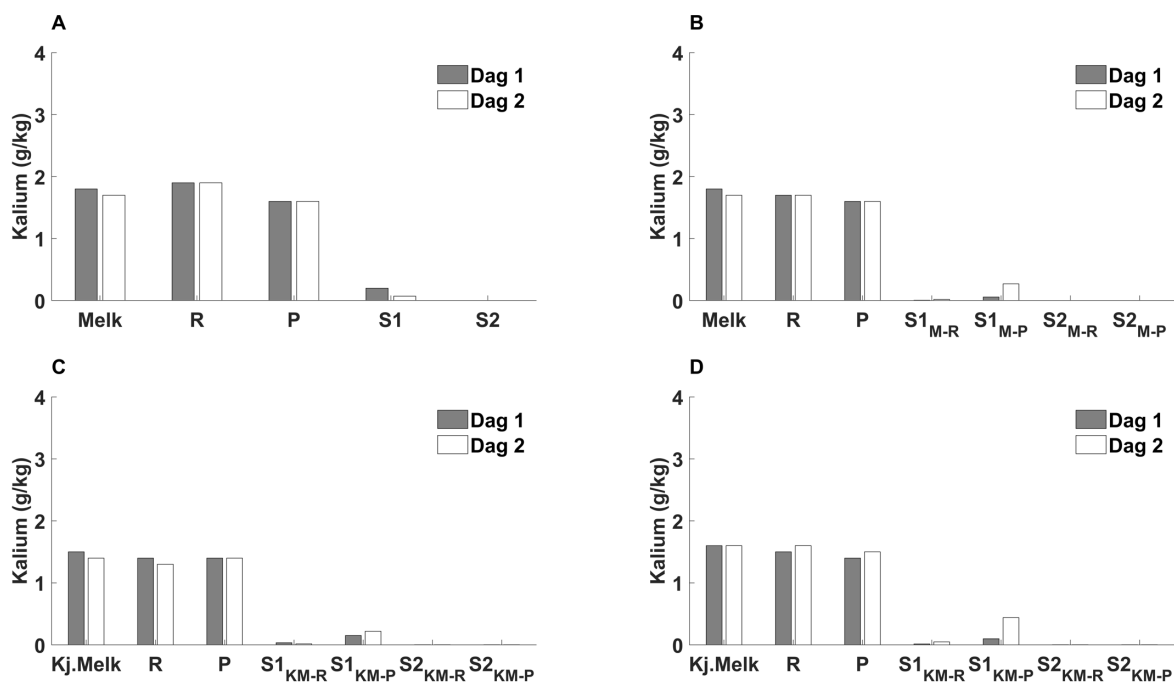 A
Kalium (g/kg)
4
3
2
1
0
Dag 1
Dag 2
Melk R P S1 S2
B
Kalium (g/kg)
4
3
2
1
0
Dag 1
Dag 2
Melk R P S1M-R S1M-P S2M-R S2M-P
C
Kalium (g/kg)
4
3
2
1
0
Dag 1
Dag 2
Kj.Melk R P S1KM-R S1KM-P S2KM-R S2KM-P
D
Kalium (g/kg)
4
3
2
1
0
Dag 1
Dag 2
Kj.Melk R P S1KM-R S1KM-P S2KM-R S2KM-P